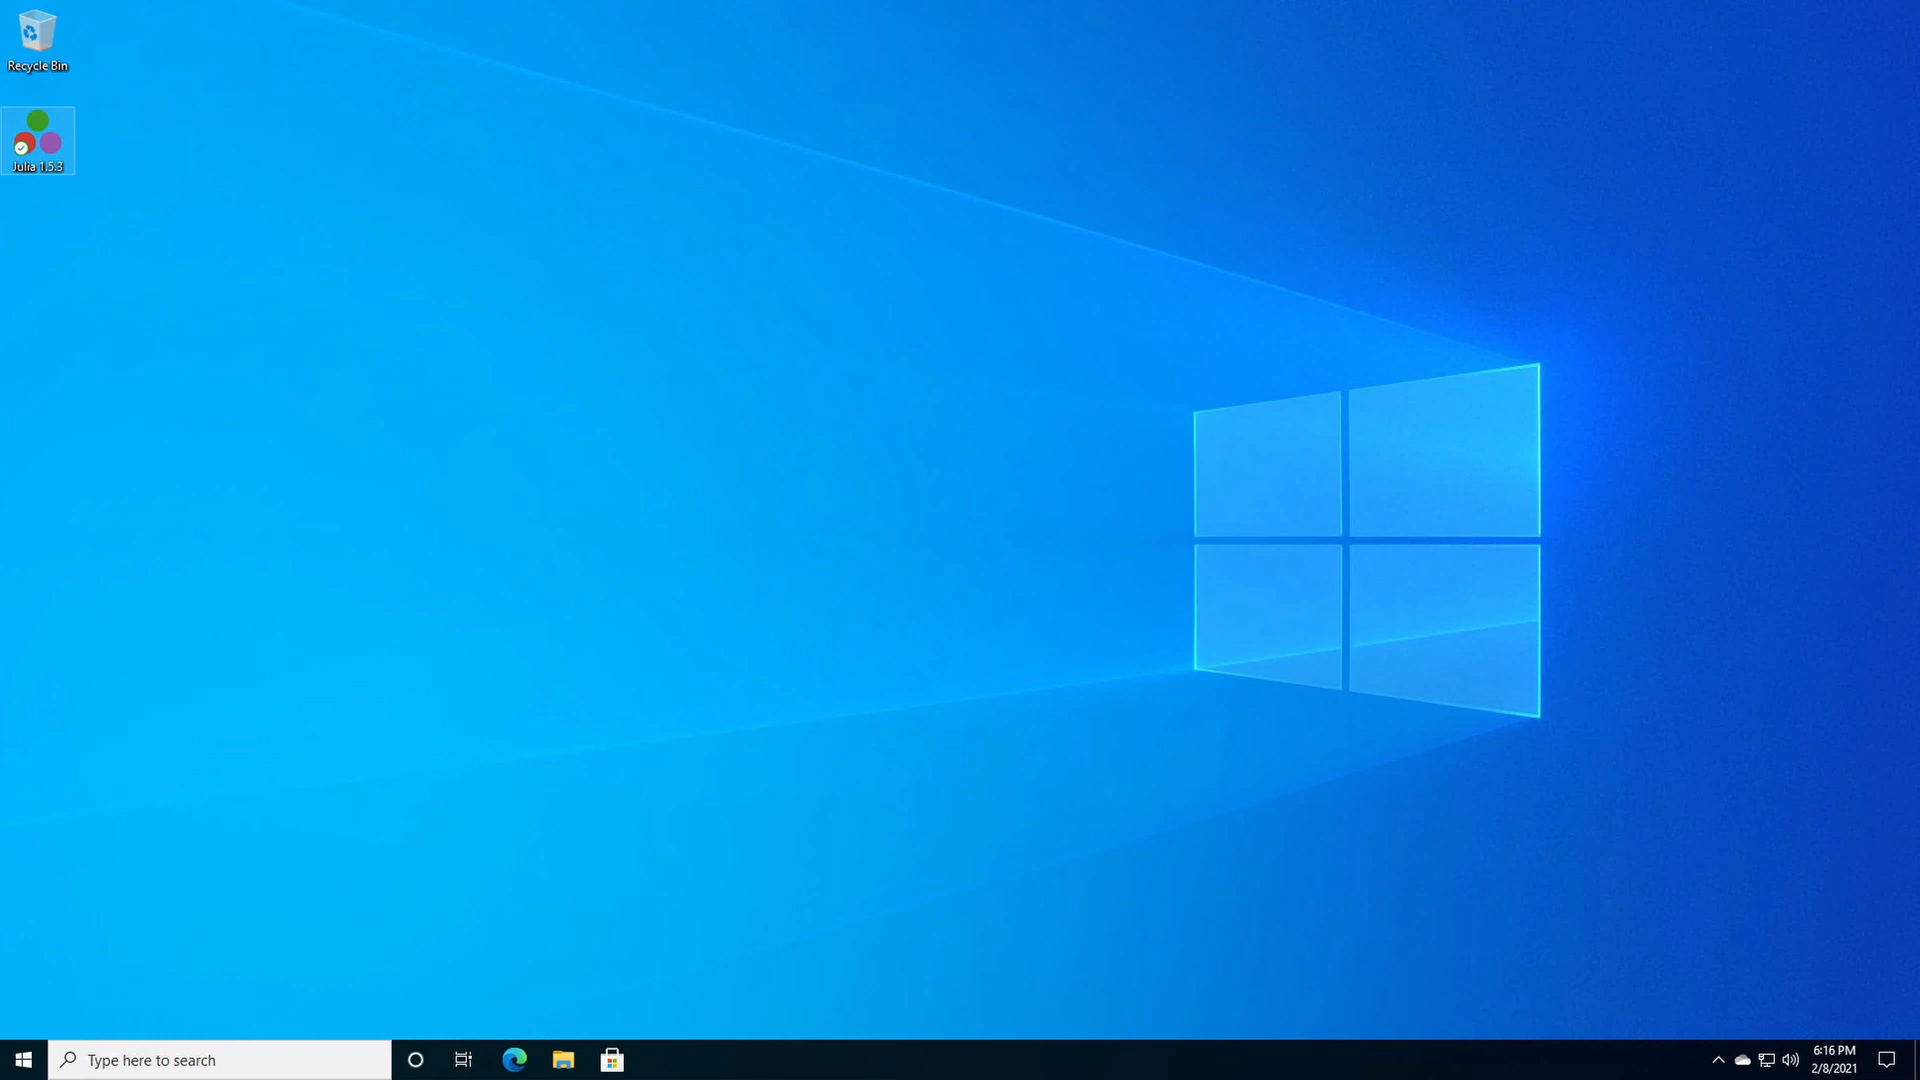 Recycle Bin
Julia 1.5.3
Type here to search
6:16 PM
2/8/2021